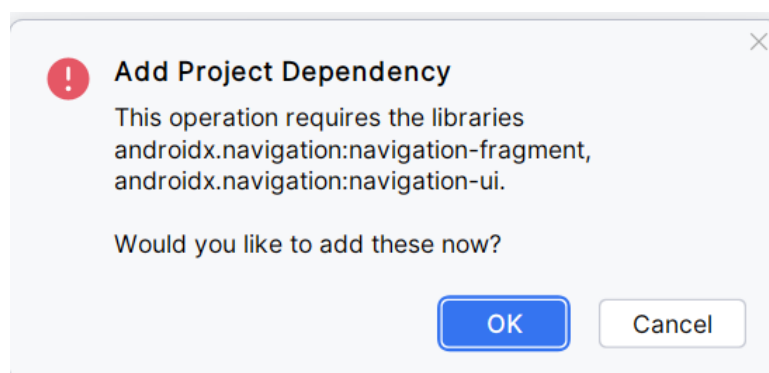 Add Project Dependency
This operation requires the libraries
androidx.navigation:navigation-fragment,
androidx.navigation:navigation-ui.
Would you like to add these now?
OK
Cancel